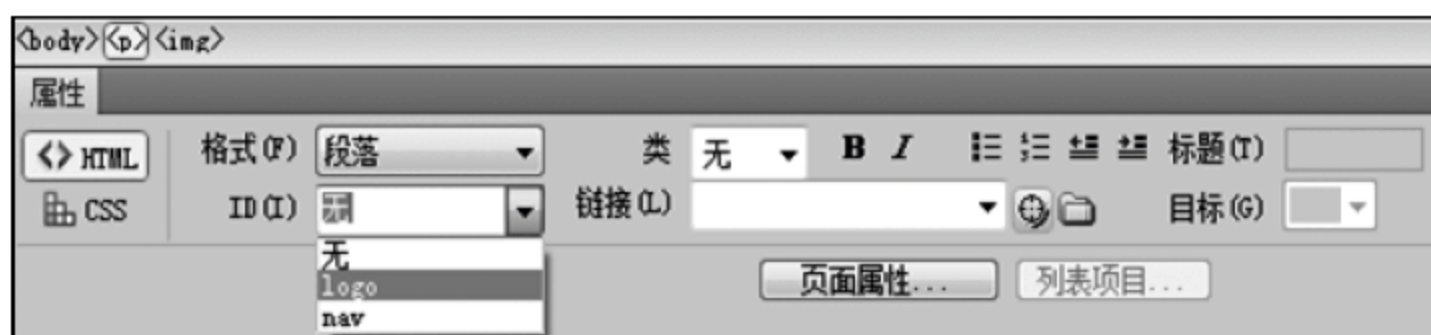 <body><p><img>
属性
<> HTML 格式(F) 段落 类 无 B I 标题(T)
CSS ID(I) 无 链接(L) 目标(G)
无
logo
nav
页面属性... 列表项目...